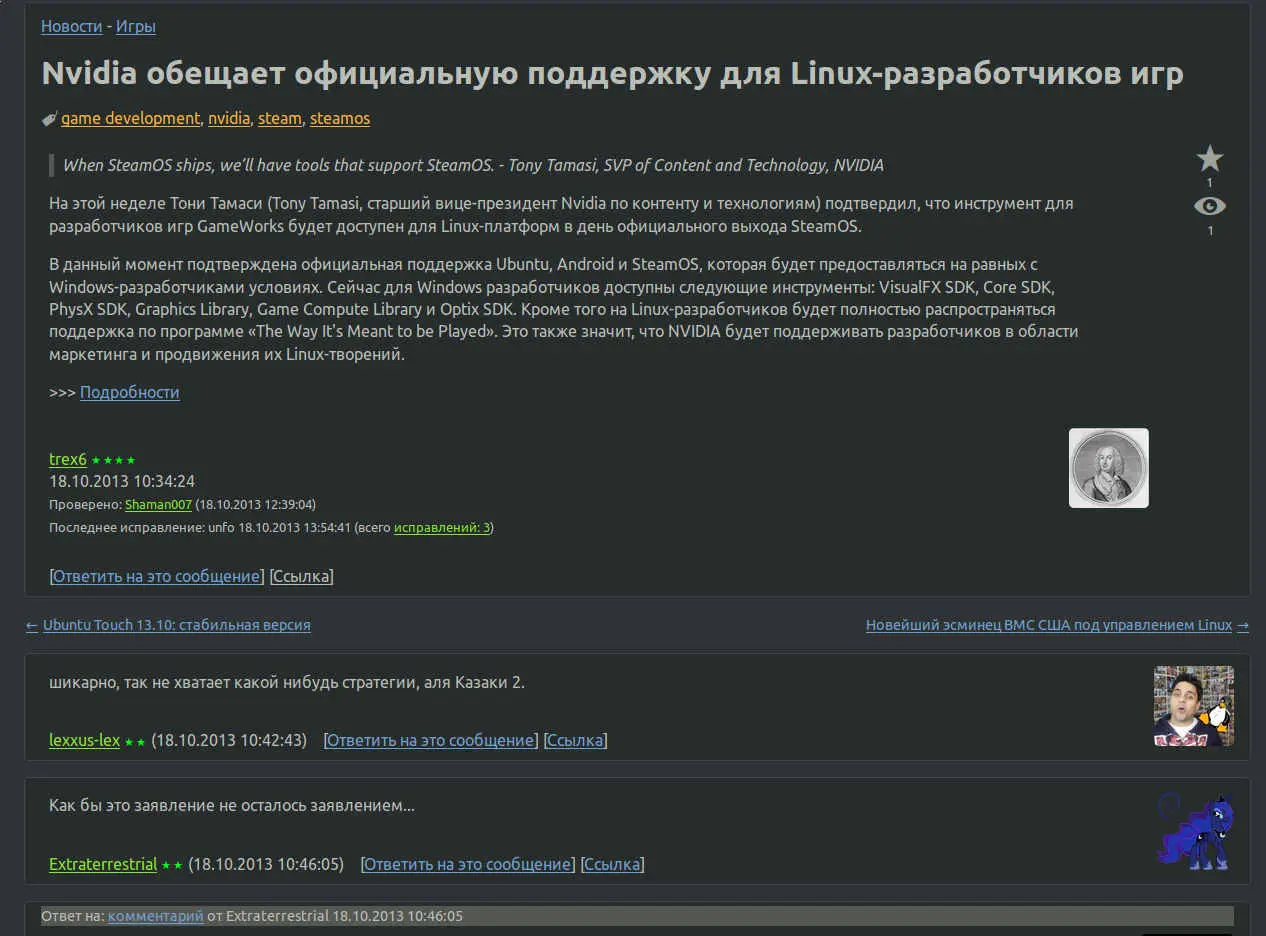 Новости - Игры
Nvidia обещает официальную поддержку для Linux-разработчиков игр
game development, nvidia, steam, steamos
When SteamOS ships, we’ll have tools that support SteamOS. - Tony Tamasi, SVP of Content and Technology, NVIDIA
1
1
На этой неделе Тони Тамаси (Tony Tamasi, старший вице-президент Nvidia по контенту и технологиям) подтвердил, что инструмент для
разработчиков игр GameWorks будет доступен для Linux-платформ в день официального выхода SteamOS.
В данный момент подтверждена официальная поддержка Ubuntu, Android и SteamOS, которая будет предоставляться на равных с
Windows-разработчиками условиях. Сейчас для Windows разработчиков доступны следующие инструменты: VisualFX SDK, Core SDK,
PhysX SDK, Graphics Library, Game Compute Library и Optix SDK. Кроме того на Linux-разработчиков будет полностью распространяться
поддержка по программе «The Way It's Meant to be Played». Это также значит, что NVIDIA будет поддерживать разработчиков в области
маркетинга и продвижения их Linux-творений.
>>> Подробности
trex6 ★★★★
18.10.2013 10:34:24
Проверено: Shaman007 (18.10.2013 12:39:04)
Последнее исправление: unfo 18.10.2013 13:54:41 (всего исправлений: 3)
[Ответить на это сообщение] [Ссылка]
← Ubuntu Touch 13.10: стабильная версия
Новейший эсминец ВМС США под управлением Linux →
шикарно, так не хватает какой нибудь стратегии, аля Казаки 2.
lexxus-lex ★★ (18.10.2013 10:42:43) [Ответить на это сообщение] [Ссылка]
Как бы это заявление не осталось заявлением...
Extraterrestrial ★★ (18.10.2013 10:46:05) [Ответить на это сообщение] [Ссылка]
Ответ на: комментарий от Extraterrestrial 18.10.2013 10:46:05